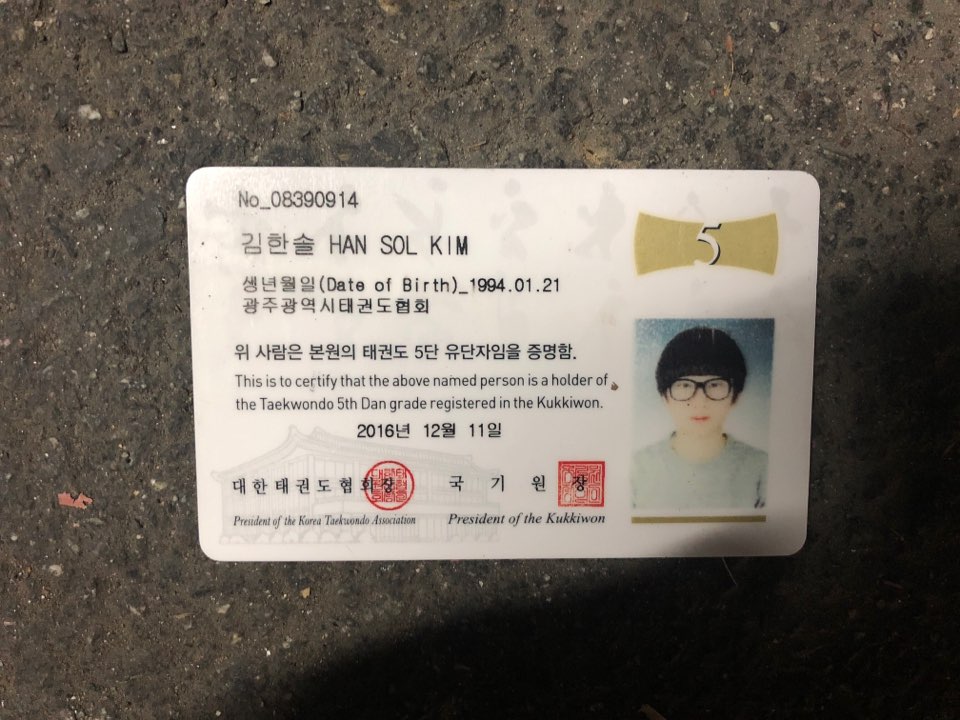 No_08390914
5
김한솔 HAN SOL KIM
생년월일(Date of Birth)_1994.01.21
광주광역시태권도협회
위 사람은 본원의 태권도 5단 유단자임을 증명함.
This is to certify that the above named person is a holder of
the Taekwondo 5th Dan grade registered in the Kukkiwon.
2016년 12월 11일
대한태권도협회장 국 기 원 장
President of the Korea Taekwondo Association President of the Kukkiwon